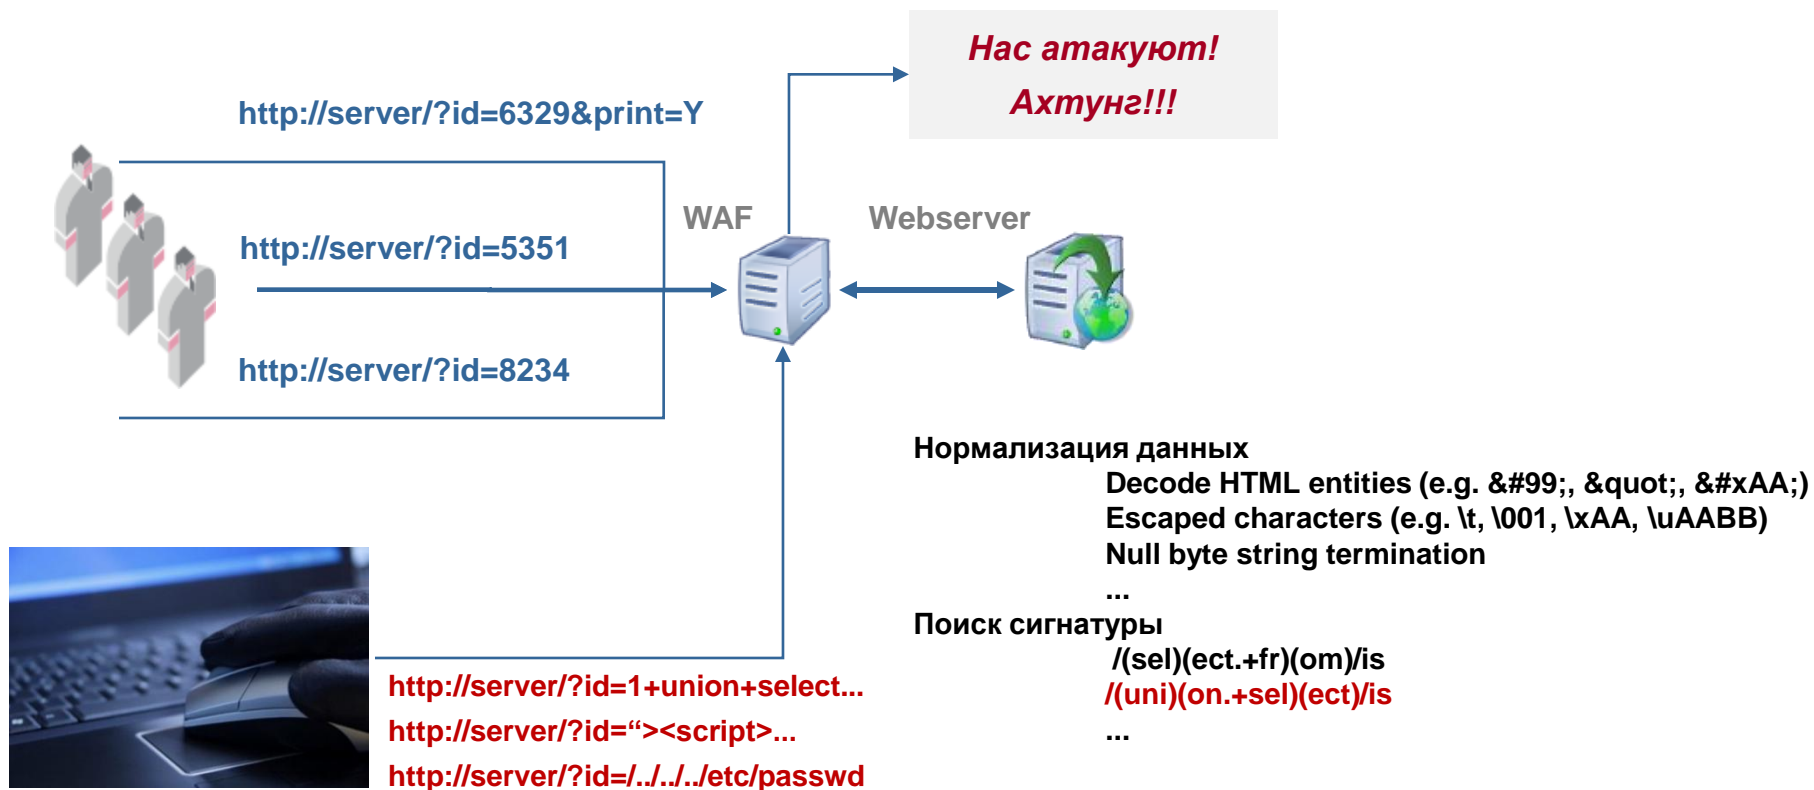 Нас атакуют!
Ахтунг!!!
http://server/?id=6329&print=Y
WAF
Webserver
http://server/?id=5351
http://server/?id=8234
Нормализация данных
Decode HTML entities (e.g. &#99;, &quot;, &#xAA;)
Escaped characters (e.g. \t, \001, \xAA, \uAABB)
Null byte string termination
...
Поиск сигнатуры
/(sel)(ect.+fr)(om)/is
/(uni)(on.+sel)(ect)/is
...
http://server/?id=1+union+select...
http://server/?id=“><script>...
http://server/?id=/../../../etc/passwd